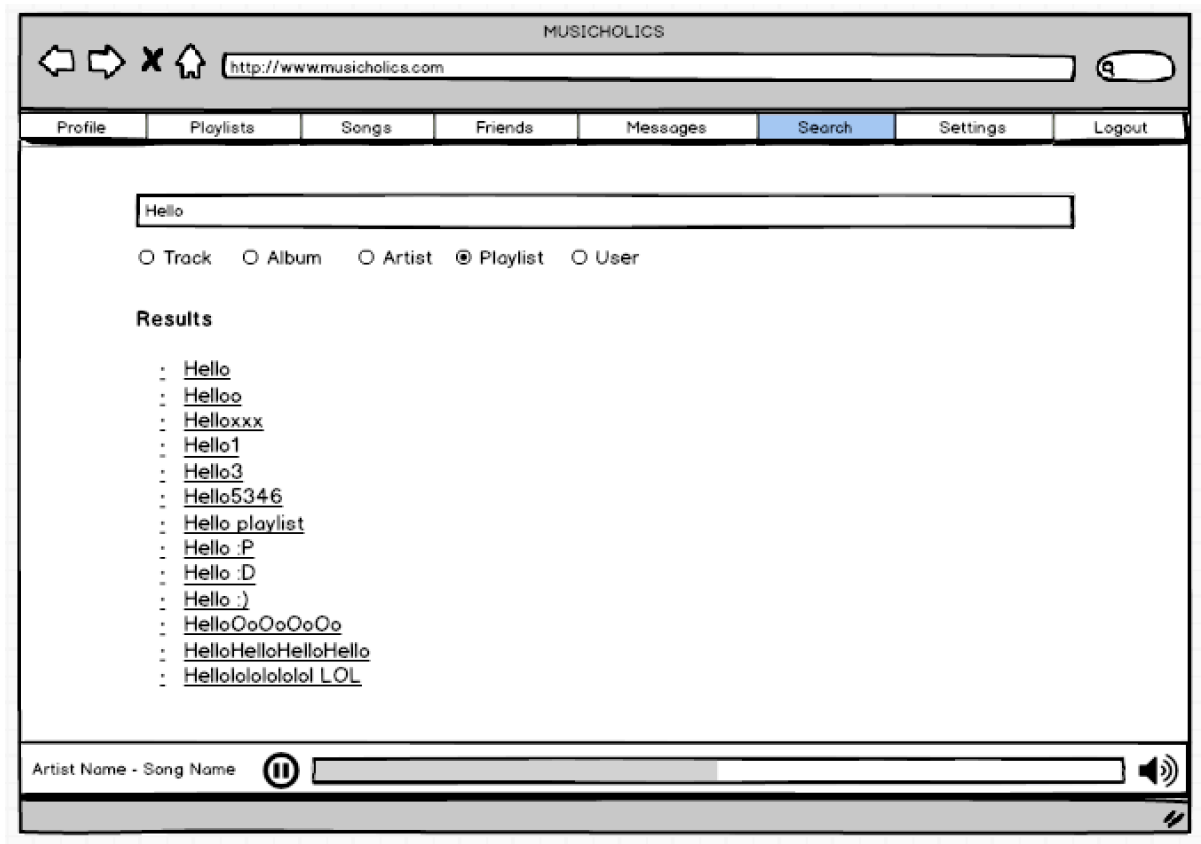 MUSICHOLICS
http://www.musicholics.com
Profile Playlists Songs Friends Messages Search Settings Logout
Hello
Track Album Artist Playlist User
Results
Hello
Helloo
Helloxxx
Hello1
Hello3
Hello5346
Hello playlist
Hello :P
Hello :D
Hello :)
HelloOoOoOoOo
HelloHelloHelloHello
Hellolololololol LOL
Artist Name - Song Name